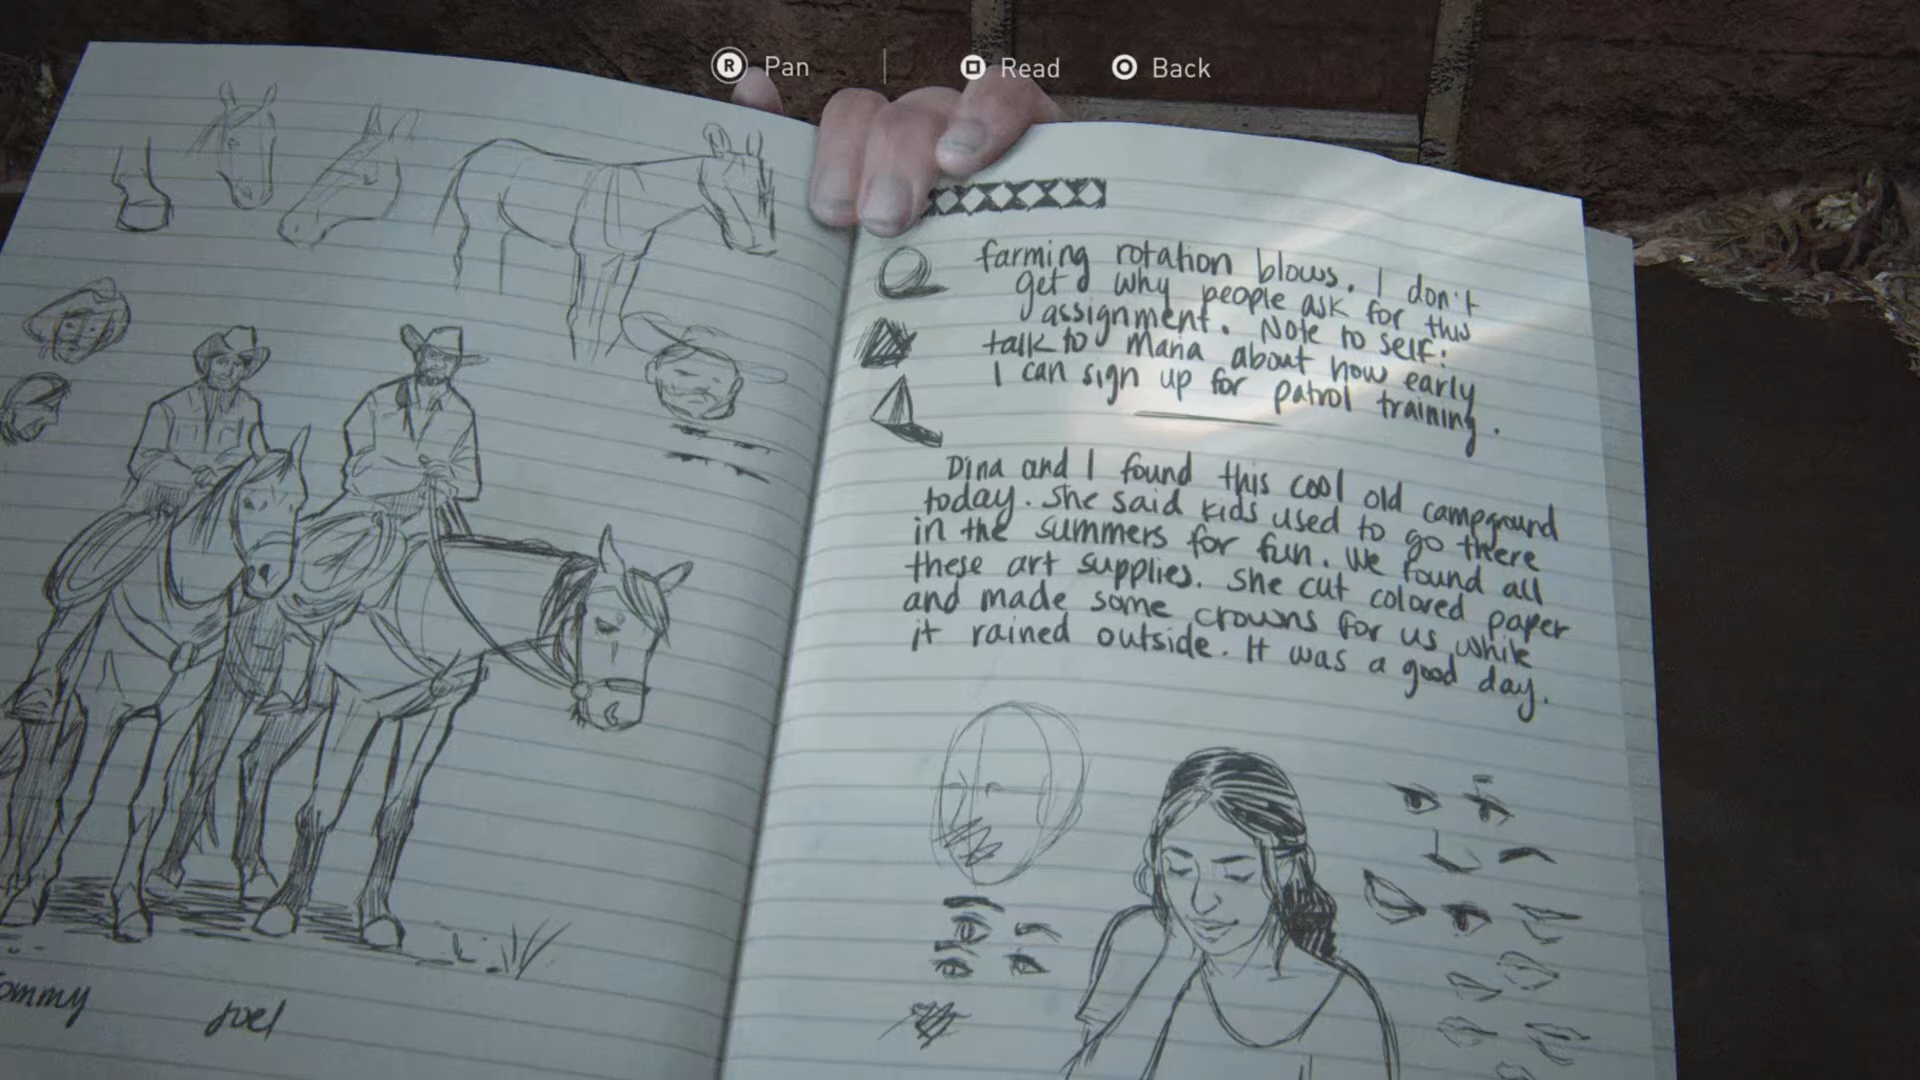 R Pan | Read Back
farming rotation blows. I don't
get why people ask for this
assignment. Note to self:
talk to Maria about how early
I can sign up for patrol training.
Dina and I found this cool old campground
today. She said kids used to go there
in the summers for fun. We found all
these art supplies. She cut colored paper
and made some crowns for us while
it rained outside. It was a good day.
ommy
Joel